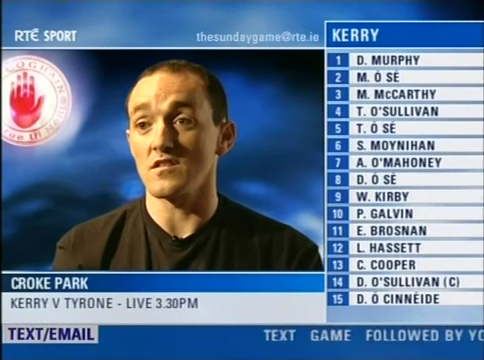 RTÉ SPORT
thesundaygame@rte.ie
KERRY
1 D. MURPHY
2 M. Ó SÉ
3 M. McCARTHY
4 T. O'SULLIVAN
5 T. Ó SÉ
6 S. MOYNIHAN
7 A. O'MAHONEY
8 D. Ó SÉ
9 W. KIRBY
10 P. GALVIN
11 E. BROSNAN
12 L. HASSETT
13 C. COOPER
14 D. O'SULLIVAN (C)
15 D. Ó CINNÉIDE
CROKE PARK
KERRY V TYRONE - LIVE 3.30PM
TEXT/EMAIL
TEXT GAME FOLLOWED BY YO